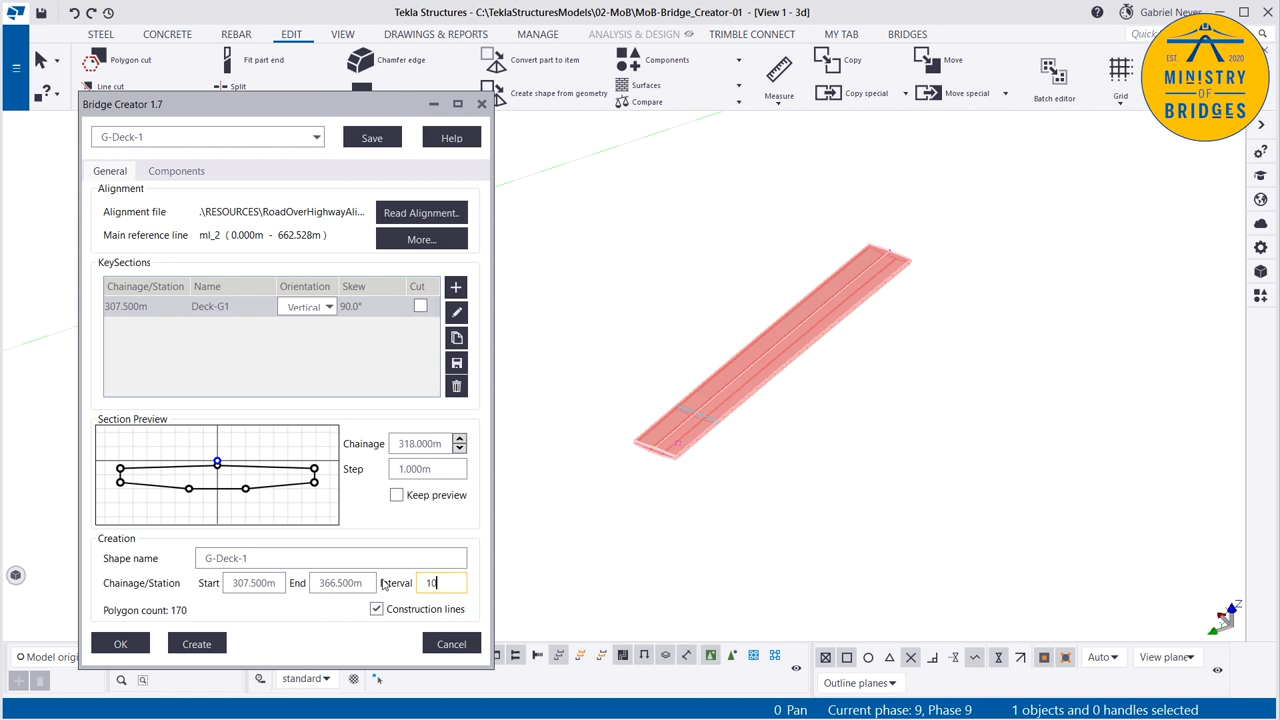 Tekla Structures - C:\TeklaStructuresModels\02-MoB\MoB-Bridge_Creator-01 - [View 1 - 3d]
Gabriel Neves
STEEL CONCRETE REBAR EDIT VIEW DRAWINGS & REPORTS MANAGE ANALYSIS & DESIGN TRIMBLE CONNECT MY TAB BRIDGES
Quick
Polygon cut
Fit part end
Chamfer edge
Convert part to item
Components
Copy
Move
Line cut
Split
Create shape from geometry
Surfaces
Compare
Measure
Copy special
Move special
Batch editor
Grid
EST. 2020
MINISTRY
OF
BRIDGES
Bridge Creator 1.7
G-Deck-1
Save
Help
General
Components
Alignment
Alignment file .\RESOURCES\RoadOverHighwayAli...
Read Alignment..
Main reference line ml_2 ( 0.000m - 662.528m )
More...
KeySections
Chainage/Station Name Orientation Skew Cut
307.500m Deck-G1 Vertical 90.0°
Section Preview
Chainage 318.000m
Step 1.000m
Keep preview
Creation
Shape name G-Deck-1
Chainage/Station Start 307.500m End 366.500m Interval 10
Polygon count: 170
Construction lines
OK
Create
Cancel
Z
Model orig
standard
Auto
View plane
Outline planes
0 Pan
Current phase: 9, Phase 9
1 objects and 0 handles selected